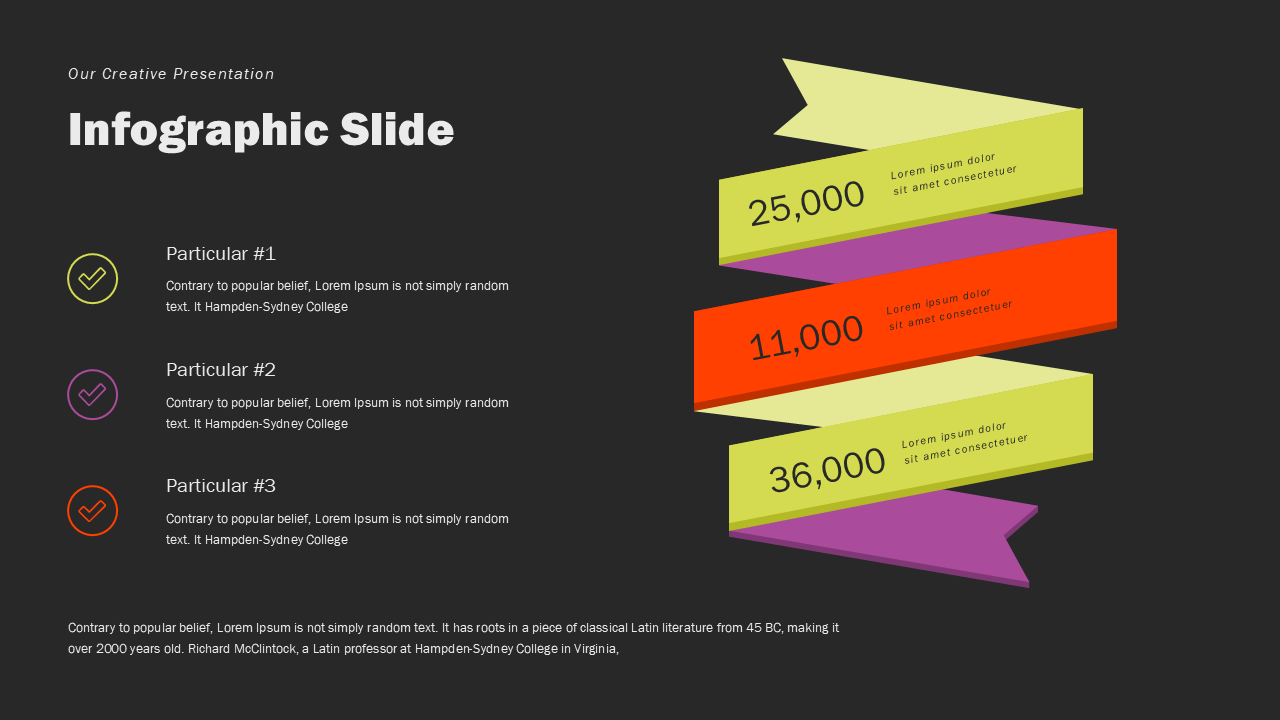 Our Creative Presentation
Infographic Slide
Particular #1
Contrary to popular belief, Lorem Ipsum is not simply random
text. It Hampden-Sydney College
Particular #2
Contrary to popular belief, Lorem Ipsum is not simply random
text. It Hampden-Sydney College
Particular #3
Contrary to popular belief, Lorem Ipsum is not simply random
text. It Hampden-Sydney College
25,000
Lorem ipsum dolor
sit amet consectetuer
11,000
Lorem ipsum dolor
sit amet consectetuer
36,000
Lorem ipsum dolor
sit amet consectetuer
Contrary to popular belief, Lorem Ipsum is not simply random text. It has roots in a piece of classical Latin literature from 45 BC, making it
over 2000 years old. Richard McClintock, a Latin professor at Hampden-Sydney College in Virginia,